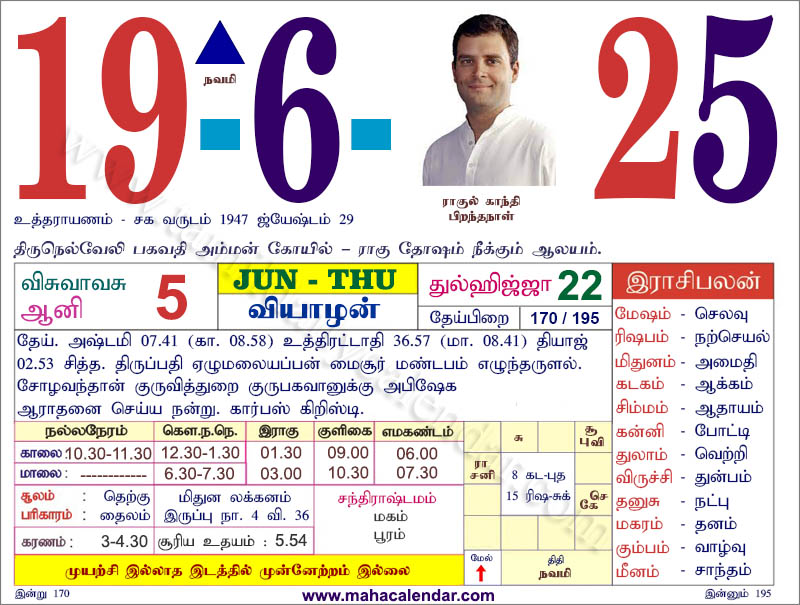 19-6-25
நவமி
ராகுல் காந்தி
பிறந்தநாள்
உத்தராயணம் - சக வருடம் 1947 ஜ்யேஷ்டம் 29
திருநெல்வேலி பகவதி அம்மன் கோயில் – ராகு தோஷம் நீக்கும் ஆலயம்.
விசுவாவசு
ஆனி 5
JUN - THU
வியாழன்
துல்ஹிஜ்ஜா 22
தேய்பிறை 170 / 195
தேய். அஷ்டமி 07.41 (கா. 08.58) உத்திரட்டாதி 36.57 (மா. 08.41) தியாஜ்
02.53 சித்த. திருப்பதி ஏழுமலையப்பன் மைசூர் மண்டபம் எழுந்தருளல்.
சோழவந்தான் குருவித்துறை குருபகவானுக்கு அபிஷேக
ஆராதனை செய்ய நன்று. கார்பஸ் கிறிஸ்டி.
நல்லநேரம் கௌ.ந.நெ. இராகு குளிகை எமகண்டம்
காலை: 10.30-11.30 12.30-1.30 01.30 09.00 06.00
மாலை: ------------ 6.30-7.30 03.00 10.30 07.30
சூலம் : தெற்கு
பரிகாரம் : தைலம்
மிதுன லக்கனம்
இருப்பு நா. 4 வி. 36
சந்திராஷ்டமம்
மகம்
பூரம்
கரணம் : 3-4.30 சூரிய உதயம் : 5.54
முயற்சி இல்லாத இடத்தில் முன்னேற்றம் இல்லை
சு
சூ
பு வி
ரா
சனி
8 கட-புத
15 ரிஷ-சுக்
செ
கே
மேல்
திதி
நவமி
இராசிபலன்
மேஷம் - செலவு
ரிஷபம் - நற்செயல்
மிதுனம் - அமைதி
கடகம் - ஆக்கம்
சிம்மம் - ஆதாயம்
கன்னி - போட்டி
துலாம் - வெற்றி
விருச்சி - துன்பம்
தனுசு - நட்பு
மகரம் - தனம்
கும்பம் - வாழ்வு
மீனம் - சாந்தம்
இன்று 170
www.mahacalendar.com
இன்னும் 195